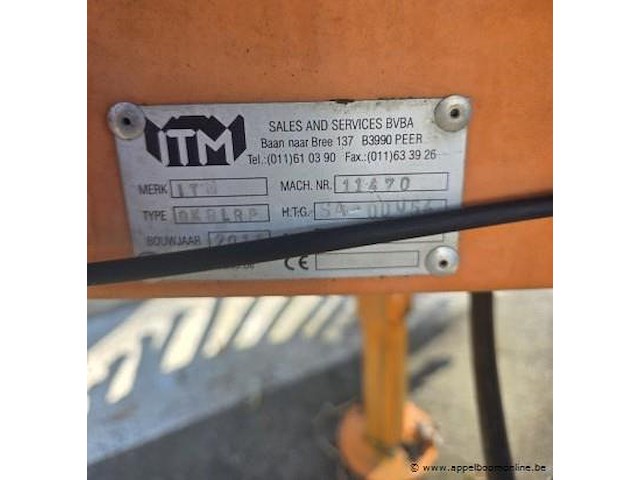 ITM
SALES AND SERVICES BVBA
Baan naar Bree 137 B3990 PEER
Tel.:(011)61 03 90 Fax.:(011)63 39 26
MERK ITM MACH. NR. 11470
TYPE H.T.G.
BOUWJAAR
CE
© www.appelboomonline.be